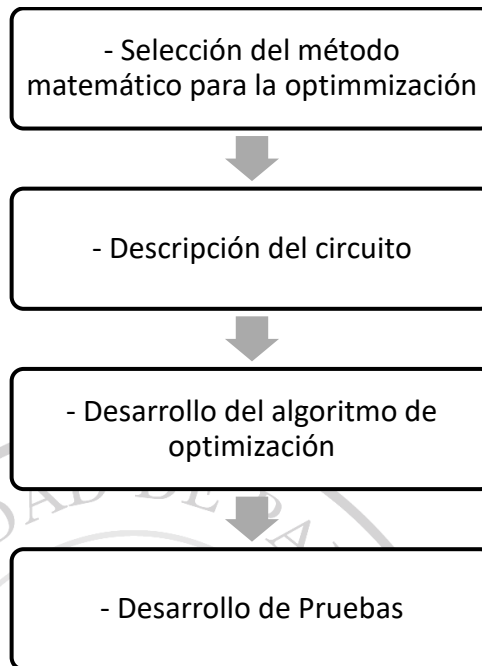 - Selección del método
matemático para la optimmización
- Descripción del circuito
- Desarrollo del algoritmo de
optimización
- Desarrollo de Pruebas